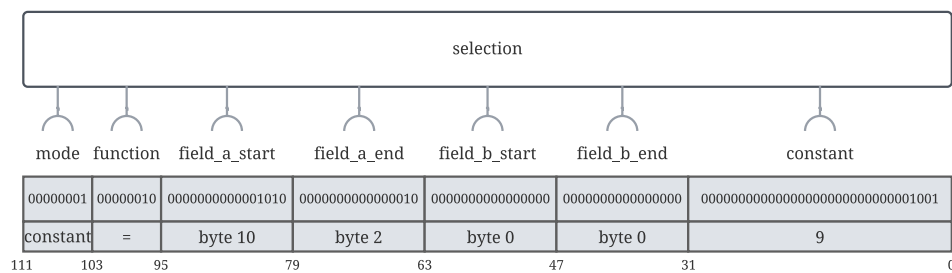 selection
mode function field_a_start field_a_end field_b_start field_b_end constant
00000001 00000010 0000000000001010 0000000000000010 0000000000000000 0000000000000000 00000000000000000000000000001001
constant = byte 10 byte 2 byte 0 byte 0 9
111 103 95 79 63 47 31 0